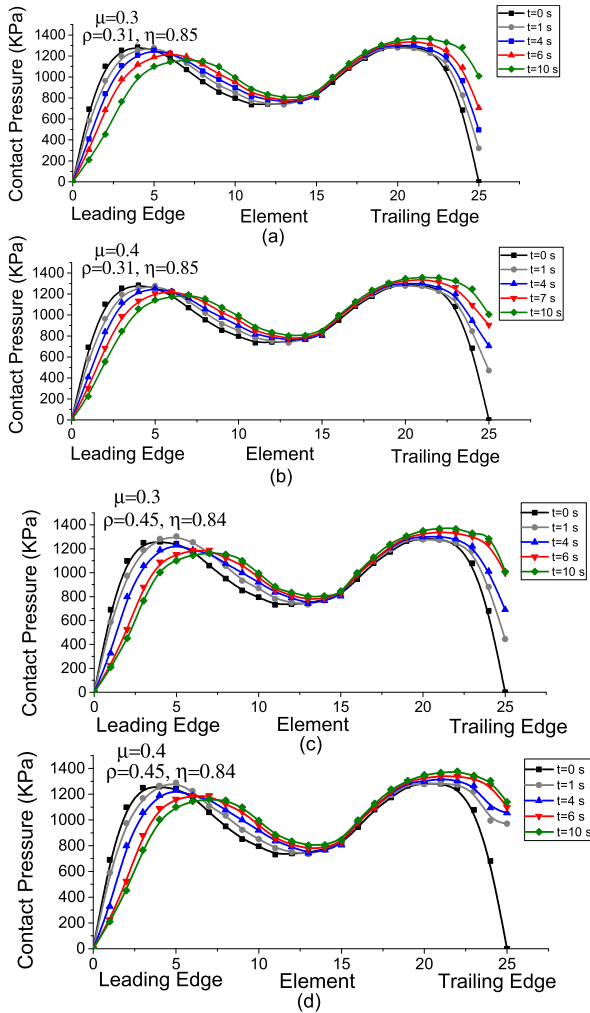 μ=0.3
ρ=0.31, η=0.85
t=0 s
t=1 s
t=4 s
t=6 s
t=10 s
Contact Pressure (KPa)
1400
1200
1000
800
600
400
200
0
0 5 10 15 20 25
Leading Edge Element Trailing Edge
(a)
μ=0.4
ρ=0.31, η=0.85
t=0 s
t=1 s
t=4 s
t=7 s
t=10 s
Contact Pressure (KPa)
1400
1200
1000
800
600
400
200
0
0 5 10 15 20 25
Leading Edge Element Trailing Edge
(b)
μ=0.3
ρ=0.45, η=0.84
t=0 s
t=1 s
t=4 s
t=6 s
t=10 s
Contact Pressure (KPa)
1400
1200
1000
800
600
400
200
0
0 5 10 15 20 25
Leading Edge Element Trailing Edge
(c)
μ=0.4
ρ=0.45, η=0.84
t=0 s
t=1 s
t=4 s
t=6 s
t=10 s
Contact Pressure (KPa)
1400
1200
1000
800
600
400
200
0
0 5 10 15 20 25
Leading Edge Element Trailing Edge
(d)